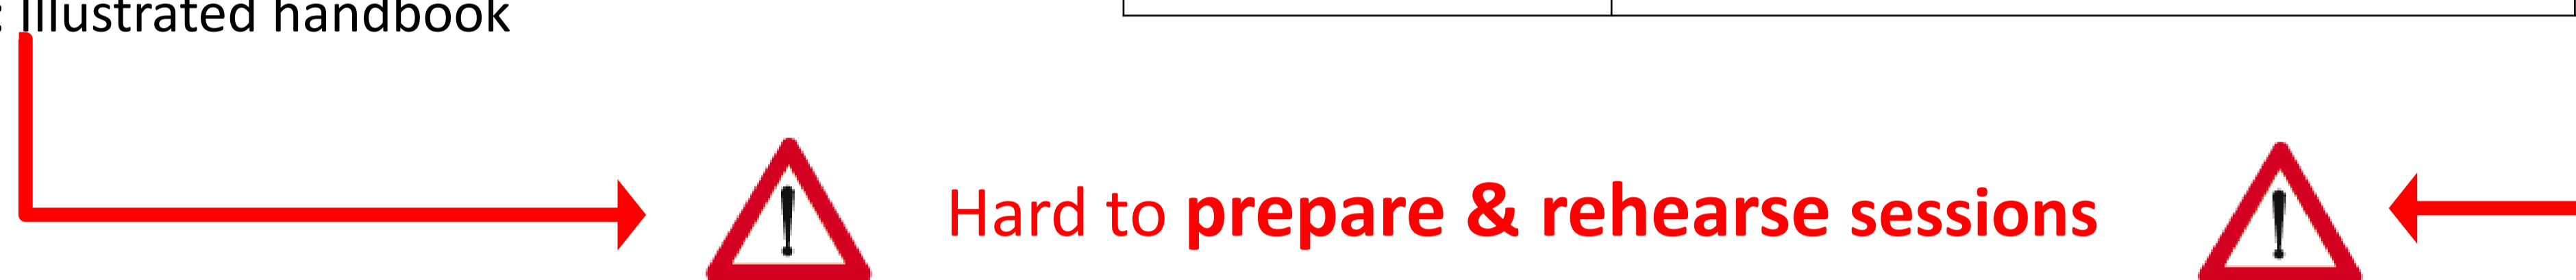 : Illustrated handbook
Hard to prepare & rehearse sessions